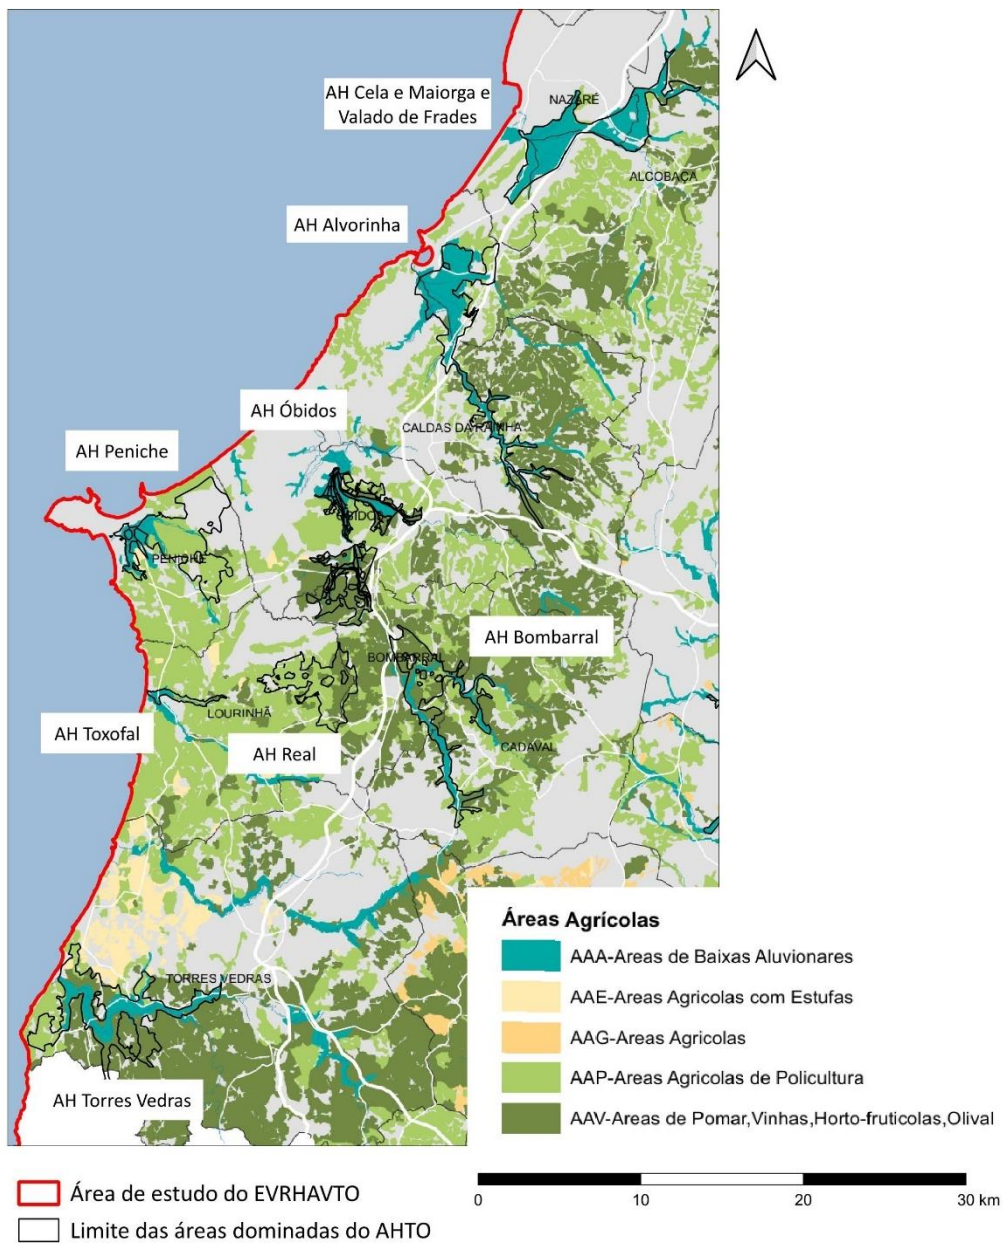 AH Cela e Maiorga e
Valado de Frades
NAZARÉ
ALCOBAÇA
AH Alvorinha
AH Óbidos
CALDAS DA RAINHA
AH Peniche
ÓBIDOS
PENICHE
AH Bombarral
BOMBARRAL
LOURINHÃ
AH Toxofal
AH Real
CADAVAL
TORRES VEDRAS
AH Torres Vedras
Áreas Agrícolas
AAA-Areas de Baixas Aluvionares
AAE-Areas Agricolas com Estufas
AAG-Areas Agricolas
AAP-Areas Agricolas de Policultura
AAV-Areas de Pomar,Vinhas,Horto-fruticolas,Olival
Área de estudo do EVRHAVTO
Limite das áreas dominadas do AHTO
0 10 20 30 km